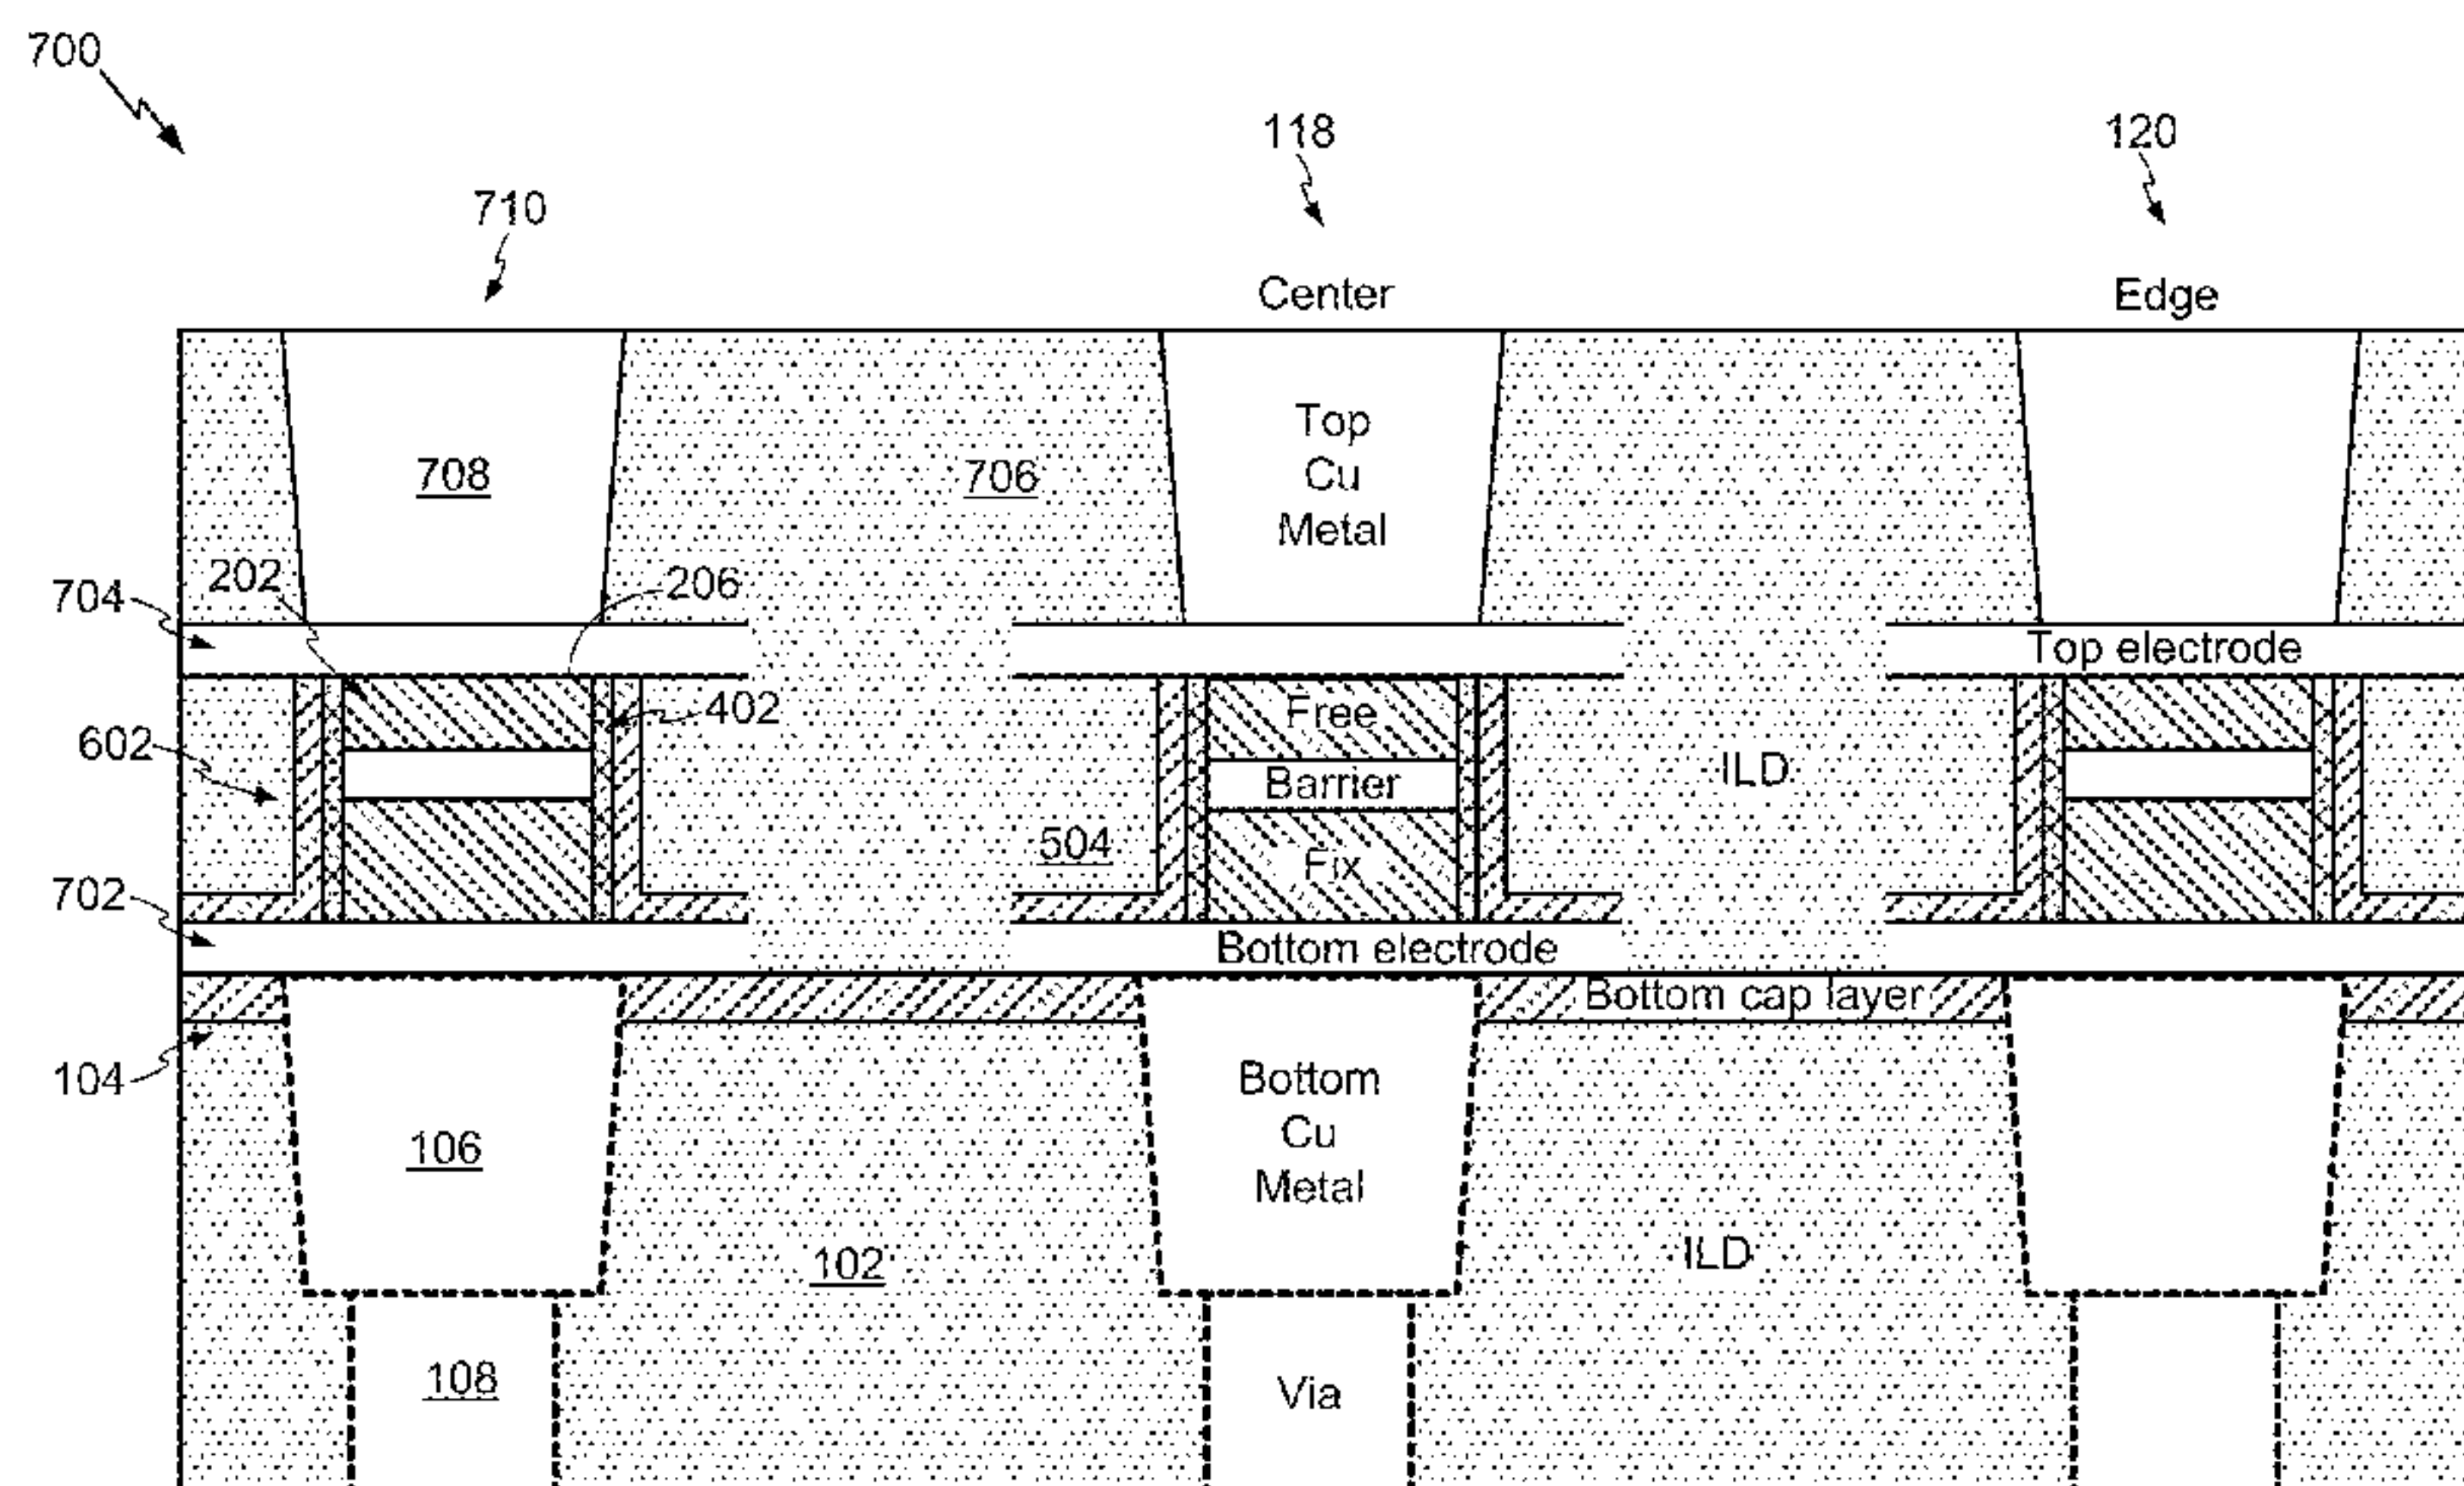 700
118
120
710
Center
Edge
Top
Cu
Metal
708
706
202
206
704
Top electrode
402
Free
602
ILD
Barrier
504
Fix
702
Bottom electrode
Bottom cap layer
104
Bottom
Cu
Metal
106
102
ILD
108
Via